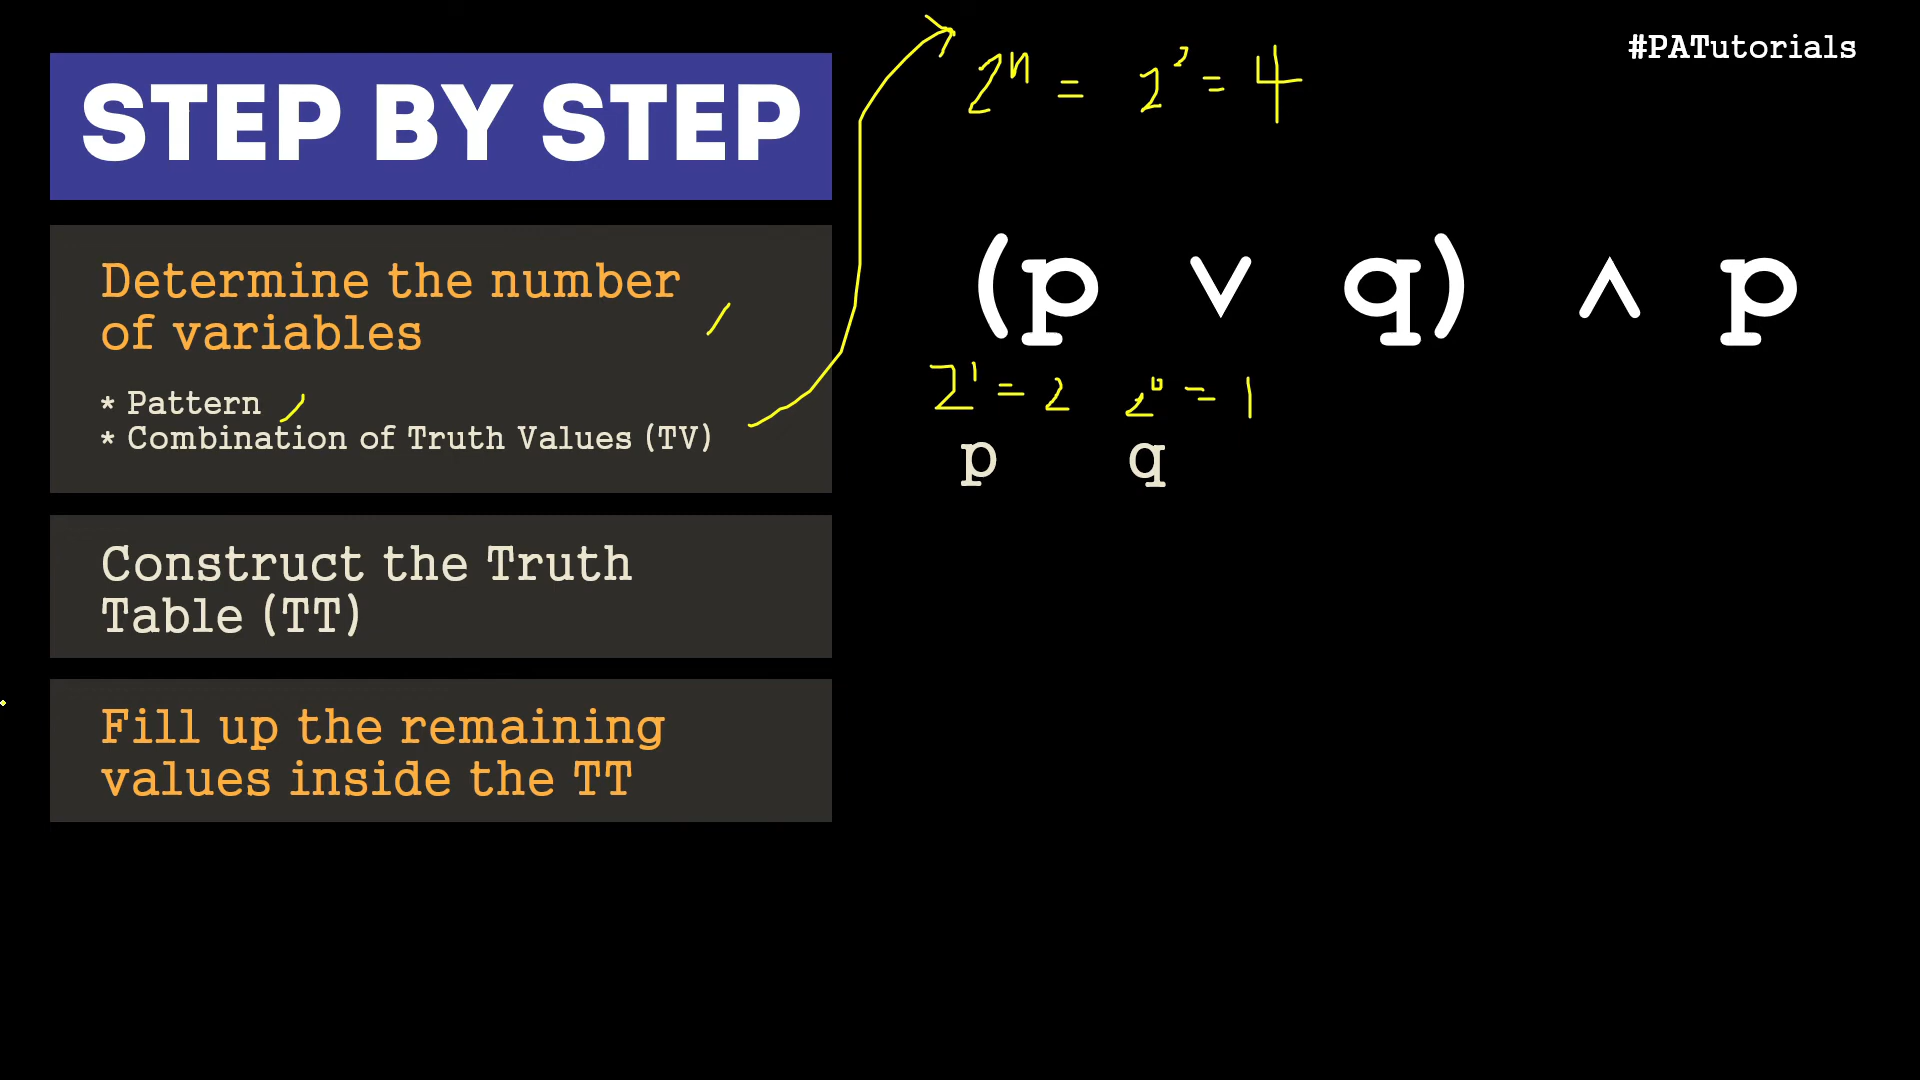 #PATutorials
STEP BY STEP
2ⁿ = 2² = 4
Determine the number
of variables
* Pattern
* Combination of Truth Values (TV)
(p ∨ q) ∧ p
2¹ = 2 2⁰ = 1
p q
Construct the Truth
Table (TT)
Fill up the remaining
values inside the TT